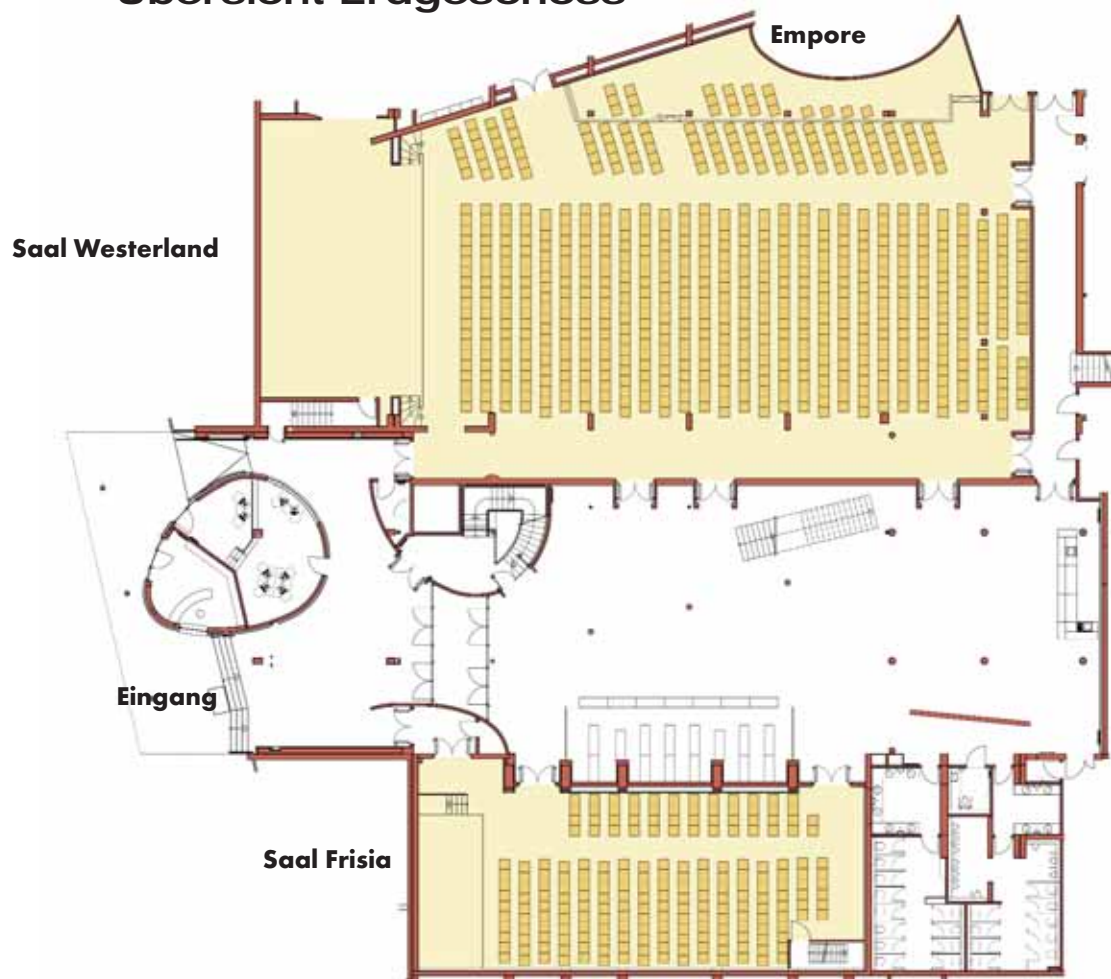 Übersicht Erdgeschoss
Empore
Saal Westerland
Eingang
Saal Frisia